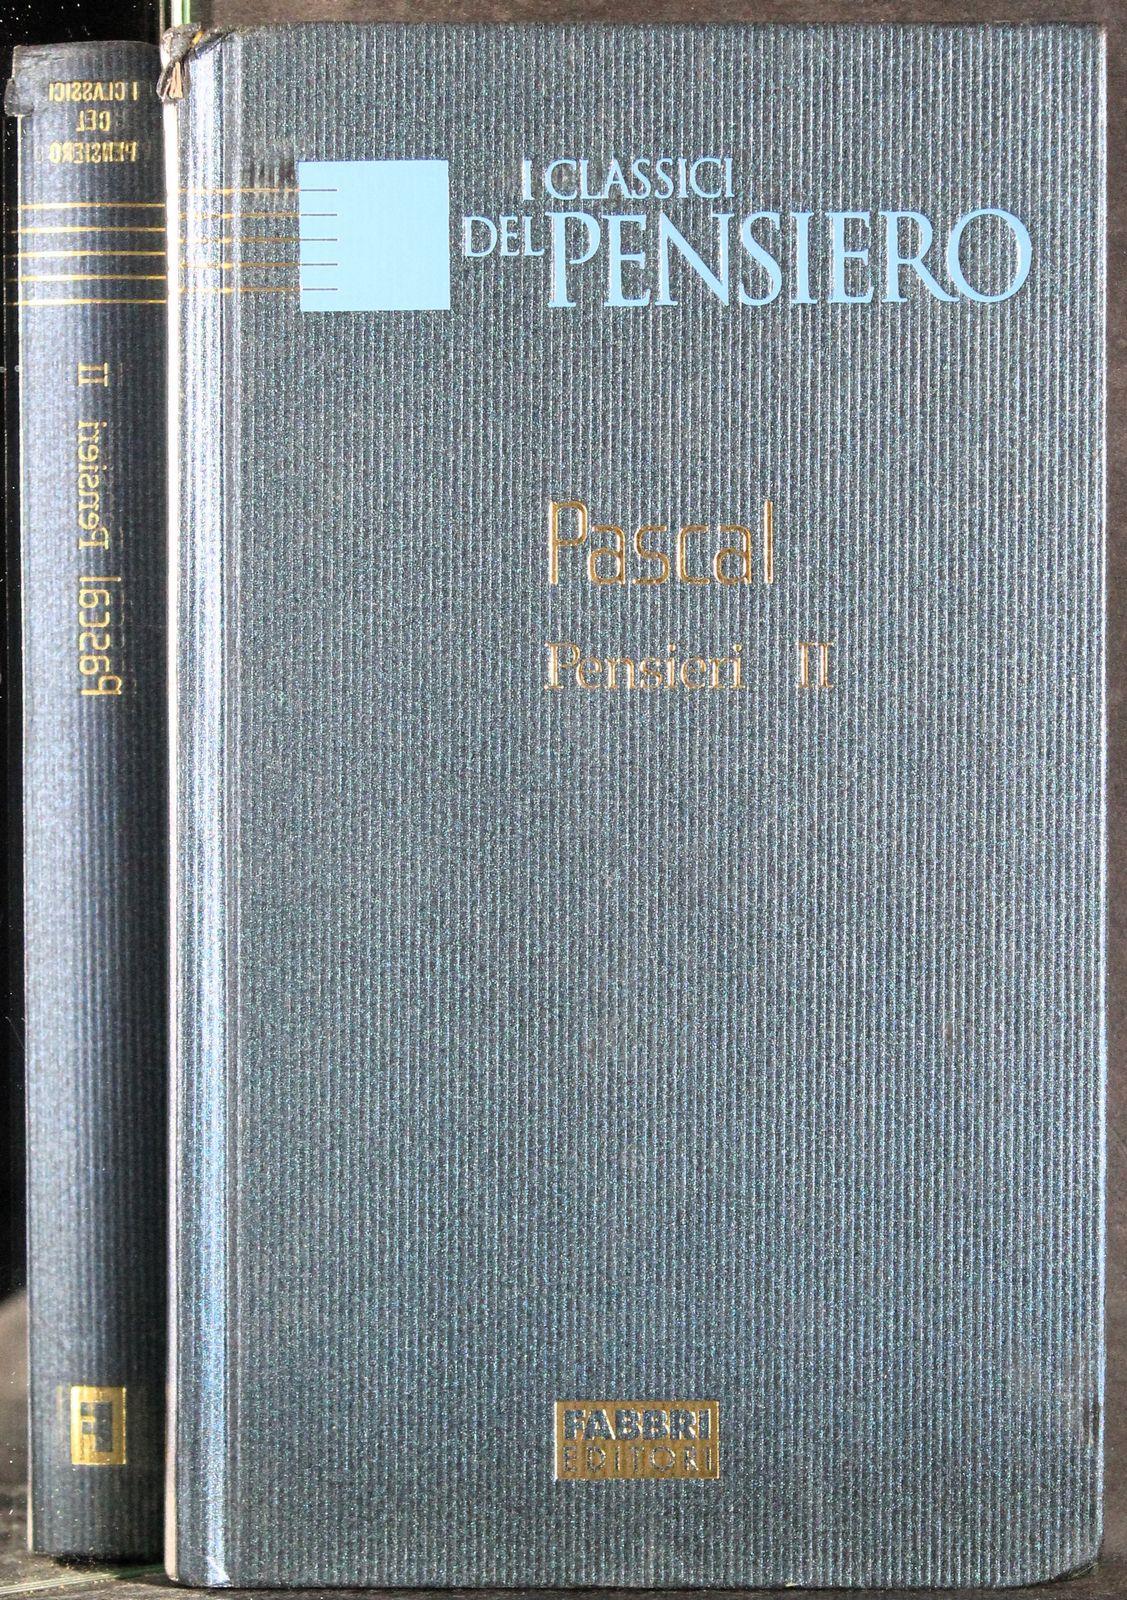 I CLASSICI
DEL PENSIERO
Pascal
Pensieri II
FABBRI
EDITORI
I CLASSICI
DEL
PENSIERO
Pascal Pensieri II